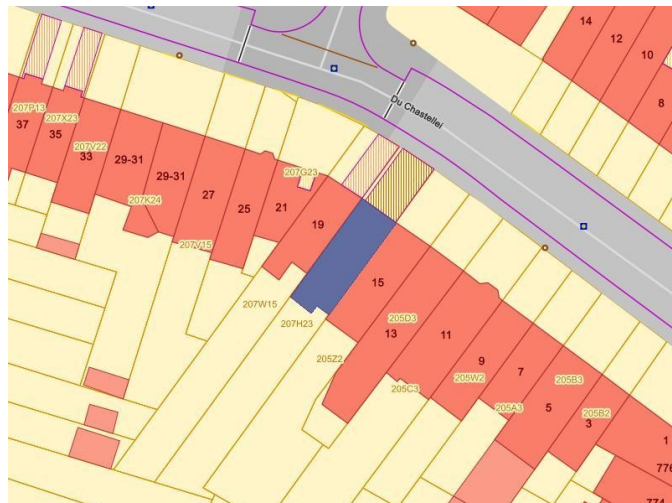 14
12
10
8
Du Chastellei
207P13
37
207X23
35
207V22
33
29-31
29-31
207K24
27
207V15
25
21
207G23
19
207W15
207H23
15
205D3
13
205Z2
11
205C3
9
205W2
7
205A3
205B3
5
205B2
3
1
776
774